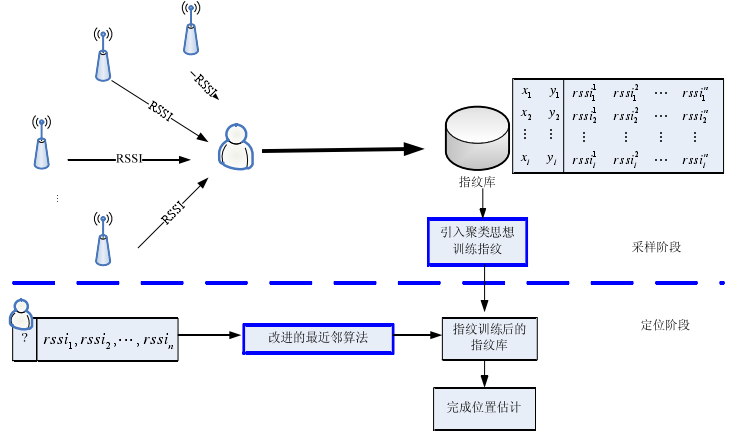 RSSI
RSSI
RSSI
RSSI
⋮
x₁ y₁ rssi₁¹ rssi₁² ⋯ rssi₁ⁿ
x₂ y₂ rssi₂¹ rssi₂² ⋯ rssi₂ⁿ
⋮ ⋮ ⋮ ⋮ ⋮ ⋮
xᵢ yᵢ rssiᵢ¹ rssiᵢ² ⋯ rssiᵢⁿ
指纹库
引入聚类思想
训练指纹
采样阶段
定位阶段
? rssi₁,rssi₂,⋯,rssiₙ
改进的最近邻算法
指纹训练后的
指纹库
完成位置估计